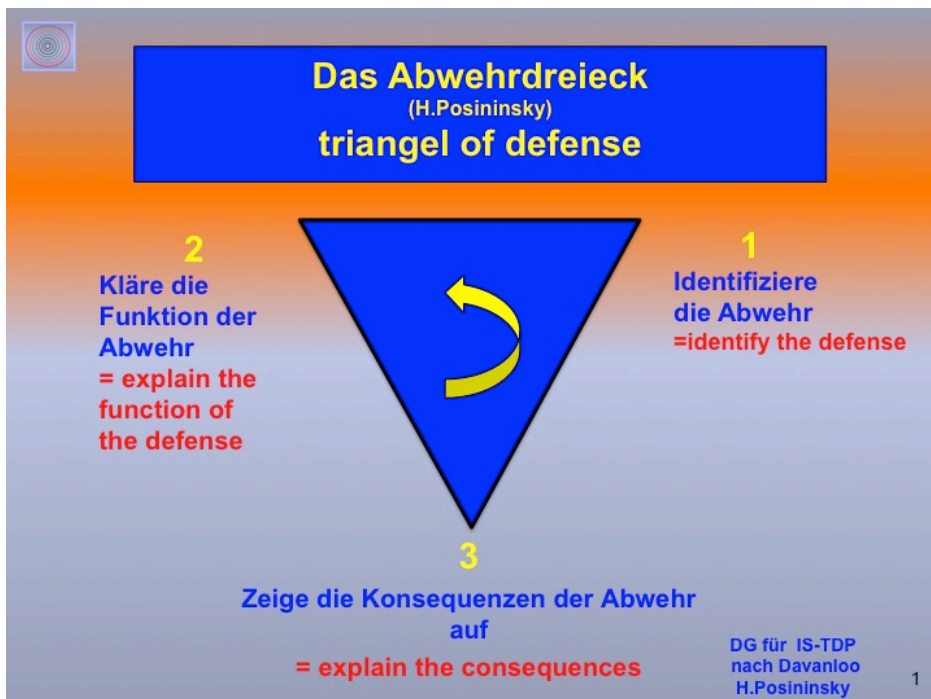 Das Abwehrdreieck
(H.Posininsky)
triangel of defense
2
Kläre die
Funktion der
Abwehr
= explain the
function of
the defense
1
Identifiziere
die Abwehr
=identify the defense
3
Zeige die Konsequenzen der Abwehr
auf
= explain the consequences
DG für IS-TDP
nach Davanloo
H.Posininsky
1